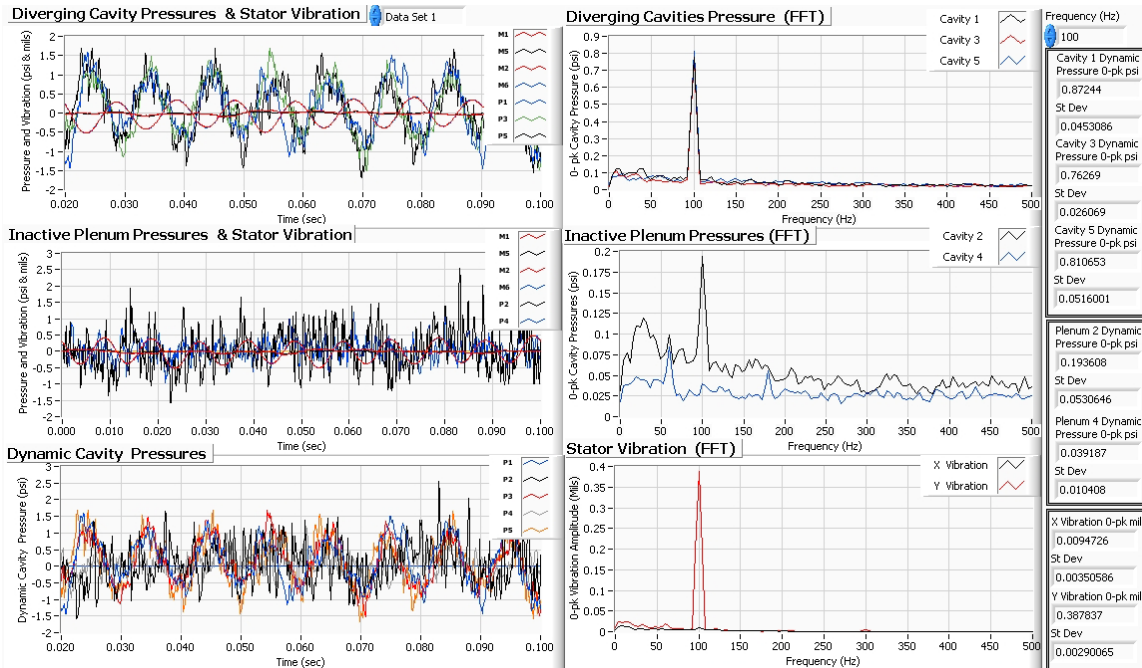 Diverging Cavity Pressures & Stator Vibration
Data Set 1
Pressure and Vibration (psi & mils)
2
1.5
1
0.5
0
-0.5
-1
-1.5
-2
0.020 0.030 0.040 0.050 0.060 0.070 0.080 0.090 0.100
Time (sec)
M1
M5
M2
M6
P1
P3
P5
Diverging Cavities Pressure (FFT)
Cavity 1
Cavity 3
Cavity 5
0-pk Cavity Pressure (psi)
0.9
0.8
0.7
0.6
0.5
0.4
0.3
0.2
0.1
0
0 50 100 150 200 250 300 350 400 450 500
Frequency (Hz)
Inactive Plenum Pressures & Stator Vibration
Pressure and Vibration (psi & mils)
3
2.5
2
1.5
1
0.5
0
-0.5
-1
-1.5
-2
0.000 0.010 0.020 0.030 0.040 0.050 0.060 0.070 0.080 0.090 0.100
Time (sec)
M1
M5
M2
M6
P2
P4
Inactive Plenum Pressures (FFT)
Cavity 2
Cavity 4
0-pk Cavity Pressures (psi)
0.2
0.175
0.15
0.125
0.1
0.075
0.05
0.025
0
0 50 100 150 200 250 300 350 400 450 500
Frequency (Hz)
Dynamic Cavity Pressures
Dynamic Cavity Pressure (psi)
3
2.5
2
1.5
1
0.5
0
-0.5
-1
-1.5
-2
0.020 0.030 0.040 0.050 0.060 0.070 0.080 0.090 0.100
Time (sec)
P1
P2
P3
P4
P5
Stator Vibration (FFT)
X Vibration
Y Vibration
0-pk Vibration Amplitude (Mils)
0.4
0.35
0.3
0.25
0.2
0.15
0.1
0.05
0
0 50 100 150 200 250 300 350 400 450 500
Frequency (Hz)
Frequency (Hz)
100
Cavity 1 Dynamic
Pressure 0-pk psi
0.87244
St Dev
0.0453086
Cavity 3 Dynamic
Pressure 0-pk psi
0.76269
St Dev
0.026069
Cavity 5 Dynamic
Pressure 0-pk psi
0.810653
St Dev
0.0516001
Plenum 2 Dynamic
Pressure 0-pk psi
0.193608
St Dev
0.0530646
Plenum 4 Dynamic
Pressure 0-pk psi
0.039187
St Dev
0.010408
X Vibration 0-pk mil
0.0094726
St Dev
0.00350586
Y Vibration 0-pk mil
0.387837
St Dev
0.00290065